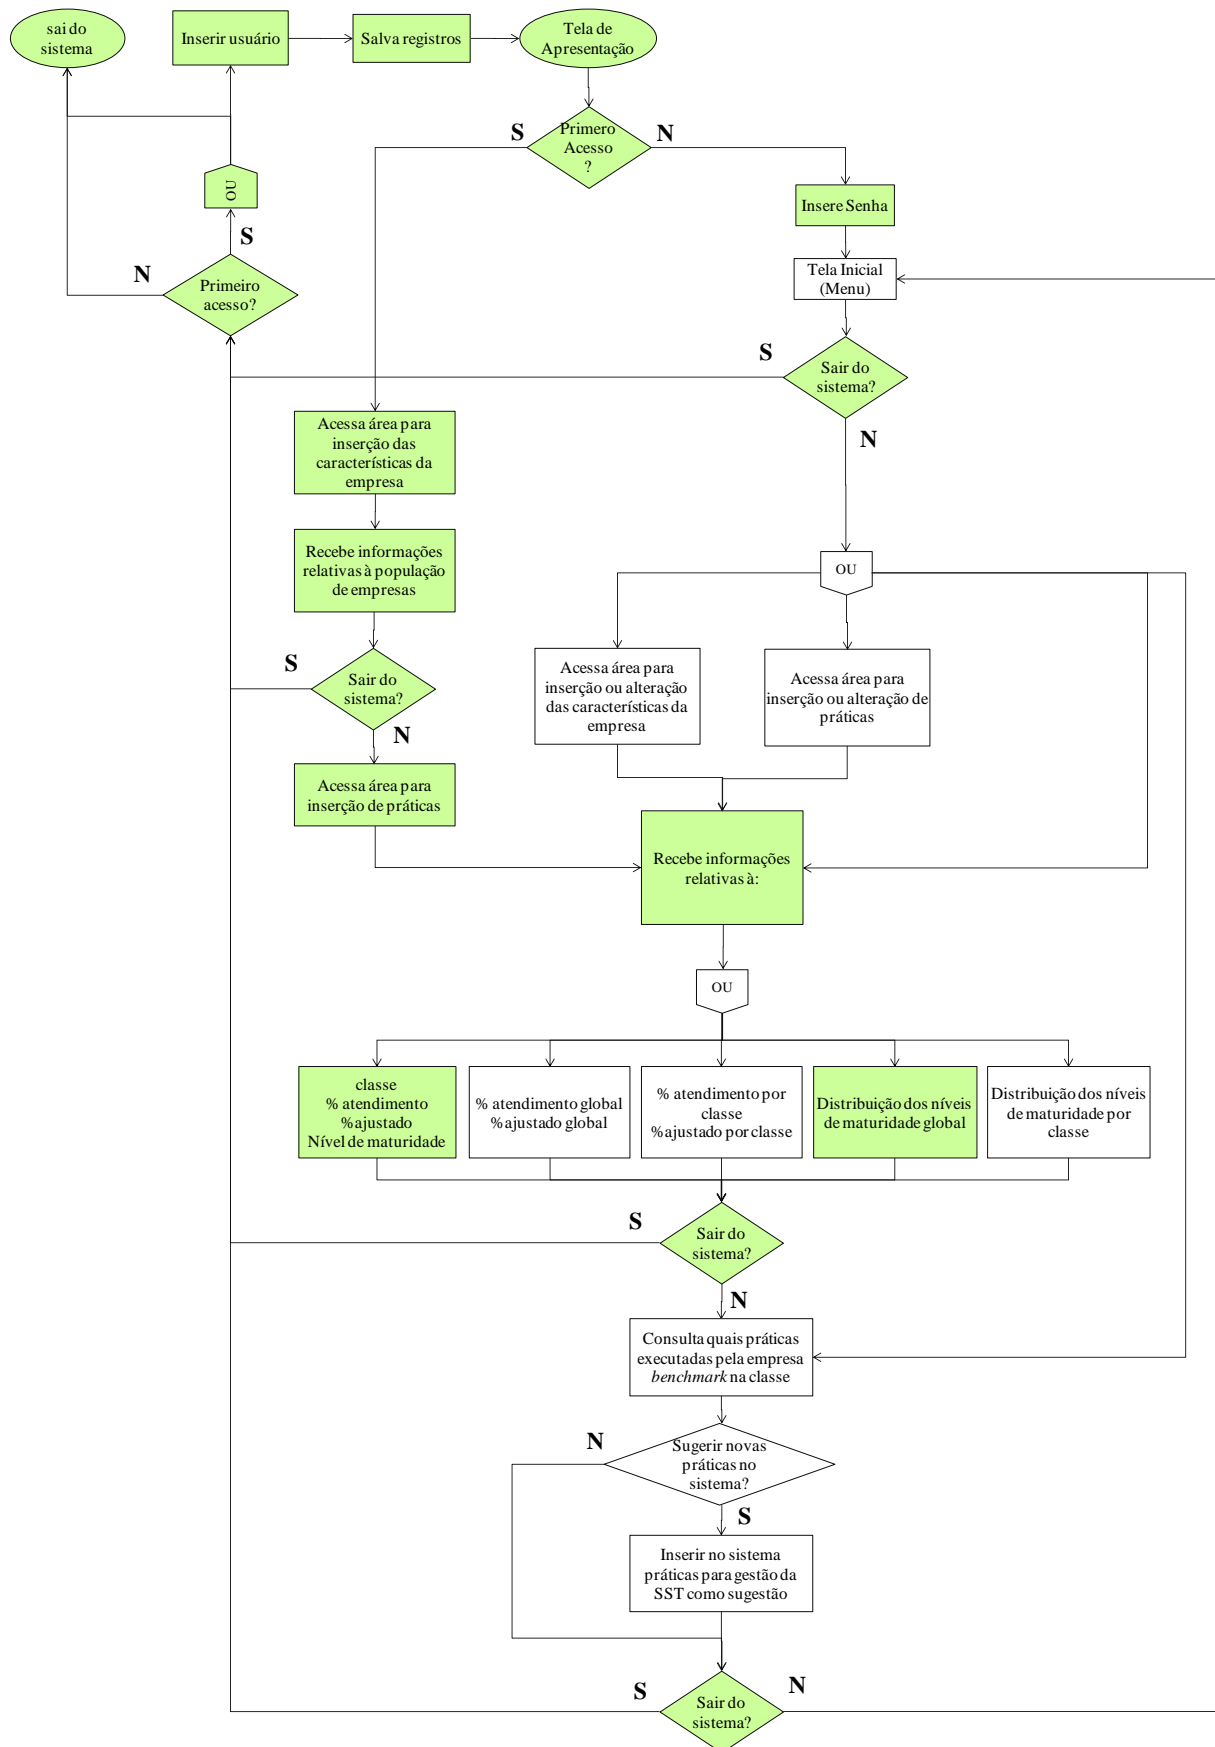 sai do
sistema
Inserir usuário
Salva registros
Tela de
Apresentação
S
Primero
Acesso
?
N
OU
Insere Senha
S
N
Primeiro
acesso?
Tela Inicial
(Menu)
S
Sair do
sistema?
N
Acessa área para
inserção das
característífcas da
empresa
Recebe informações
relativas à população
de empresas
OU
S
Sair do
sistema?
N
Acessa área para
inserção ou alteração
das característífcas da
empresa
Acessa área para
inserção ou alteração de
práticas
Acessa área para
inserção de práticas
Recebe informações
relativas à:
OU
classe
% atendimento
%ajustado
Nível de maturidade
% atendimento global
%ajustado global
% atendimento por
classe
%ajustado por classe
Distribuição dos níveis
de maturidade global
Distribuição dos níveis
de maturidade por
classe
S
Sair do
sistema?
N
Consulta quais práticas
executadas pela empresa
benchmark na classe
N
Sugerir novas
práticas no
sistema?
S
Inserir no sistema
práticas para gestão da
SST como sugestão
S
Sair do
sistema?
N